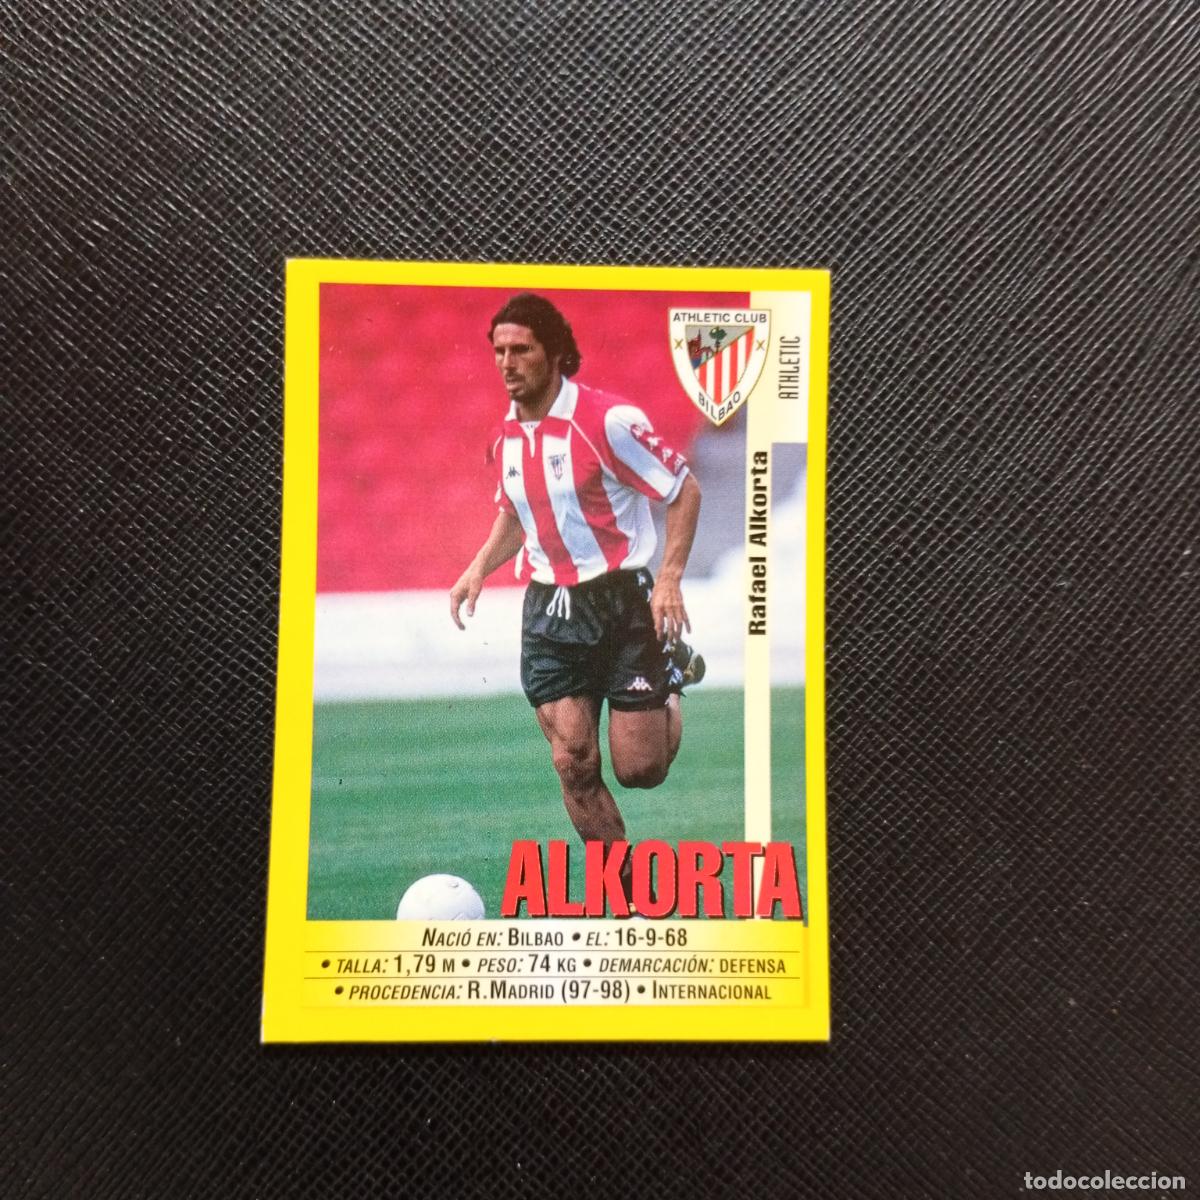 ATHLETIC CLUB
BILBAO
ATHLETIC
Rafael Alkorta
ALKORTA
NACIÓ EN: BILBAO • EL: 16-9-68
• TALLA: 1,79 M • PESO: 74 KG • DEMARCACIÓN: DEFENSA
• PROCEDENCIA: R.MADRID (97-98) • INTERNACIONAL
todocoleccion